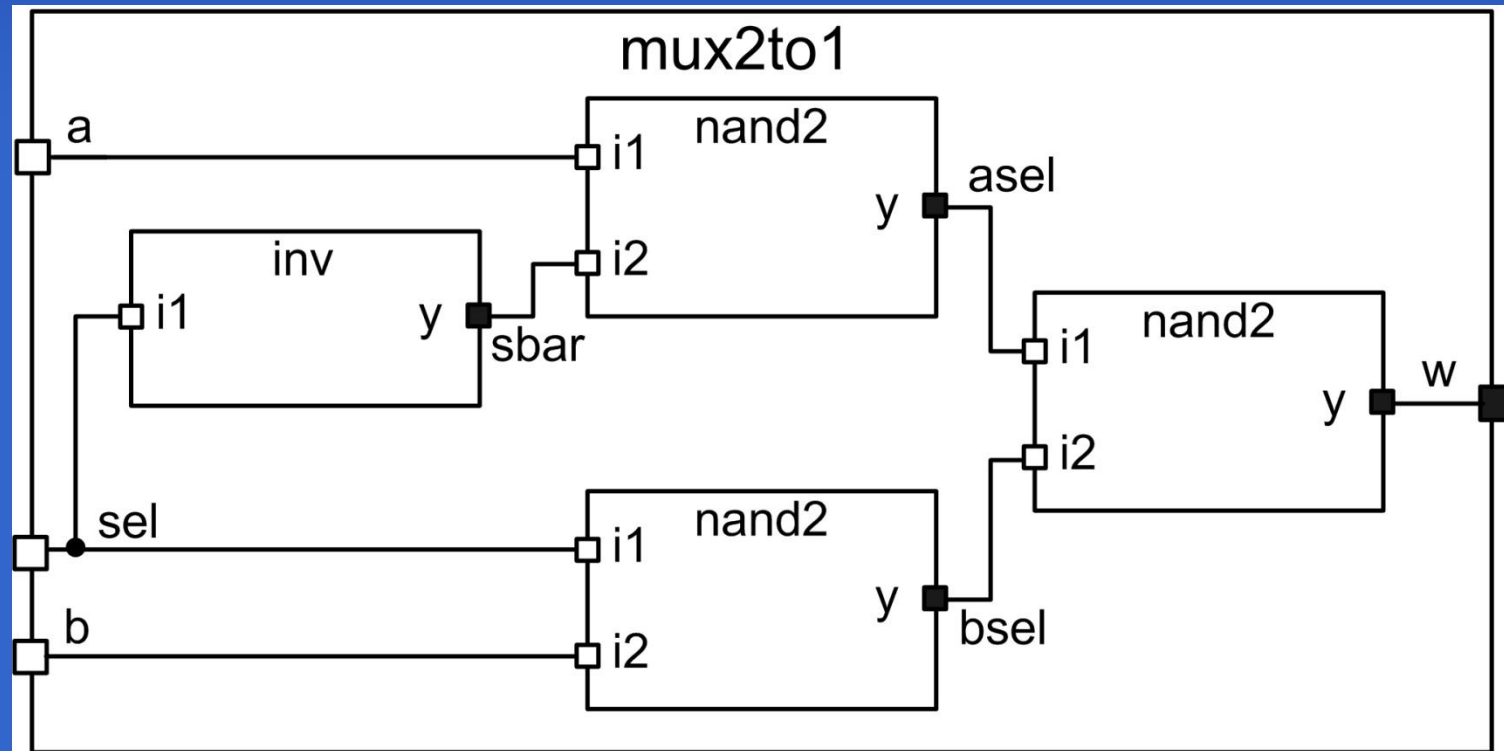 mux2to1
a
nand2
i1
y
asel
i2
inv
i1
y
sbar
nand2
i1
y
w
i2
sel
nand2
i1
y
bsel
b
i2